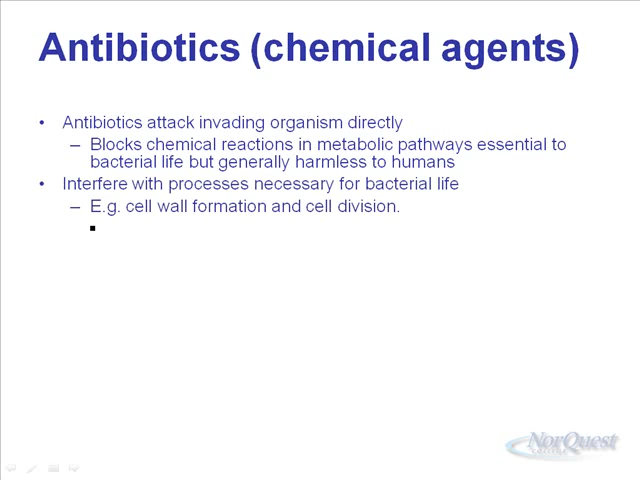 Antibiotics (chemical agents)
• Antibiotics attack invading organism directly
– Blocks chemical reactions in metabolic pathways essential to
bacterial life but generally harmless to humans
• Interfere with processes necessary for bacterial life
– E.g. cell wall formation and cell division.
▪
NorQuest
COLLEGE